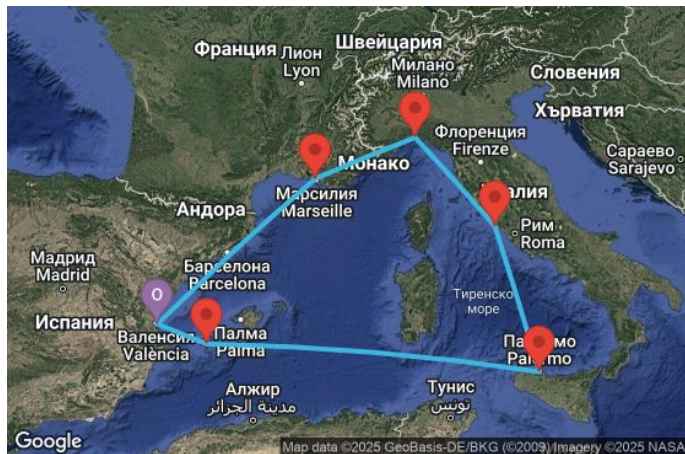 Франция
Лион
Lyon
Швейцария
Милано
Milano
Словения
Хърватия
Флоренция
Firenze
Сараево
Sarajevo
Монако
Марсилия
Marseille
Андора
Рим
Roma
Мадрид
Madrid
Барселона
Barcelona
Тиренско
море
O
Испания
Валенсия
València
Палма
Palma
Palermo
Алжир
مدينة الجزائر
Тунис
تونس
Google
Map data ©2025 GeoBasis-DE/BKG (©2009) Imagery ©2025 NASA